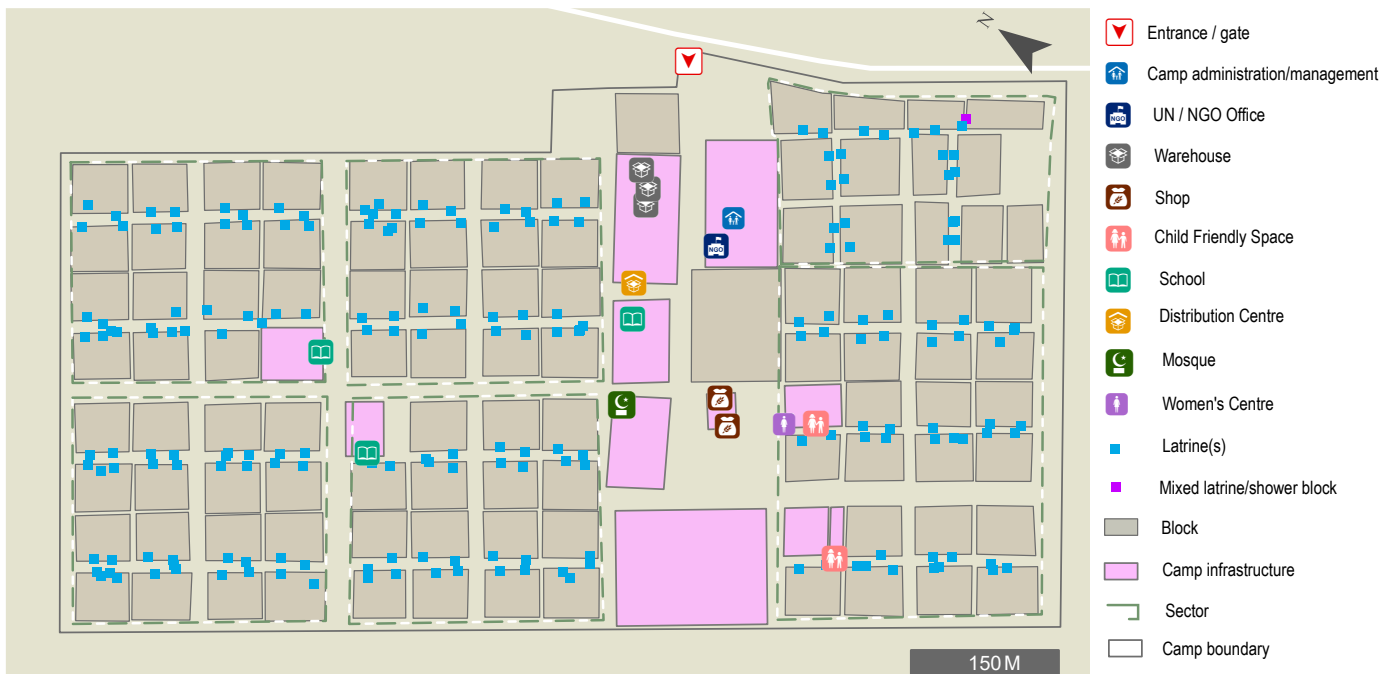 N
Entrance / gate
Camp administration/management
NGO
UN / NGO Office
Warehouse
Shop
Child Friendly Space
School
NGO
Distribution Centre
Mosque
Women's Centre
Latrine(s)
Mixed latrine/shower block
Block
Camp infrastructure
Sector
Camp boundary
150 M